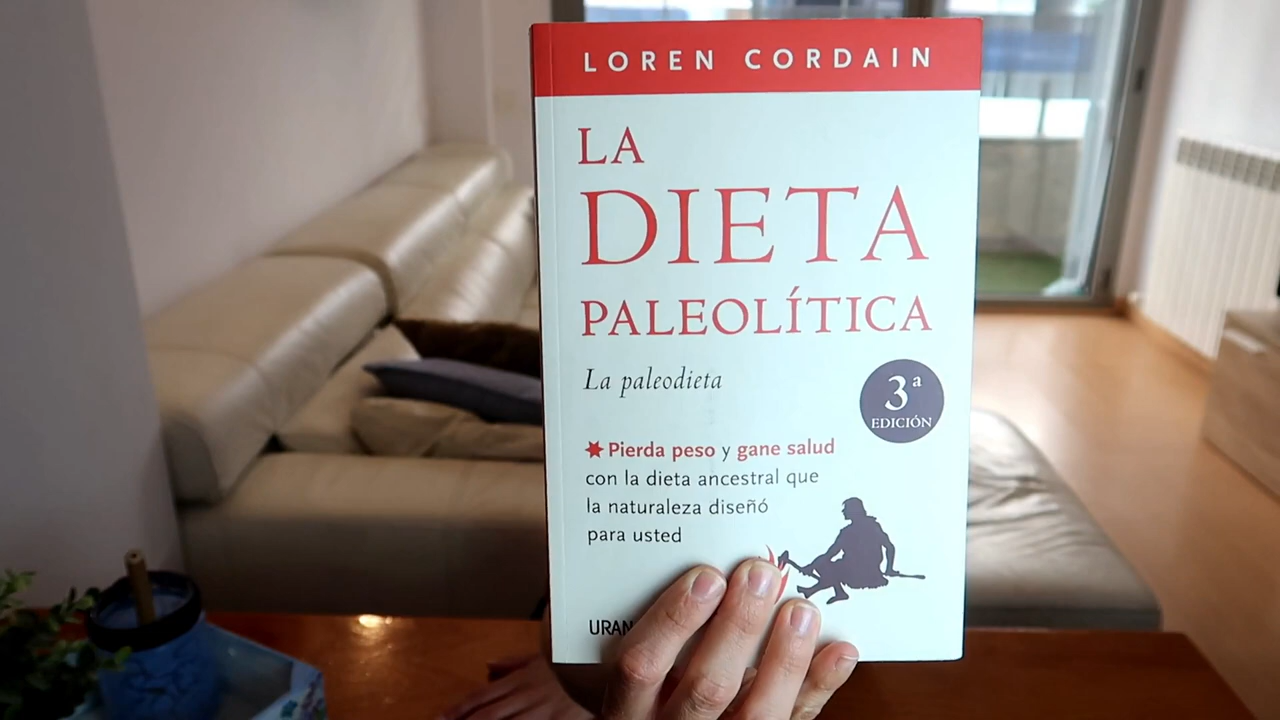 LOREN CORDAIN
LA
DIETA
PALEOLÍTICA
La paleodieta
3ª
EDICIÓN
Pierda peso y gane salud
con la dieta ancestral que
la naturaleza diseñó
para usted